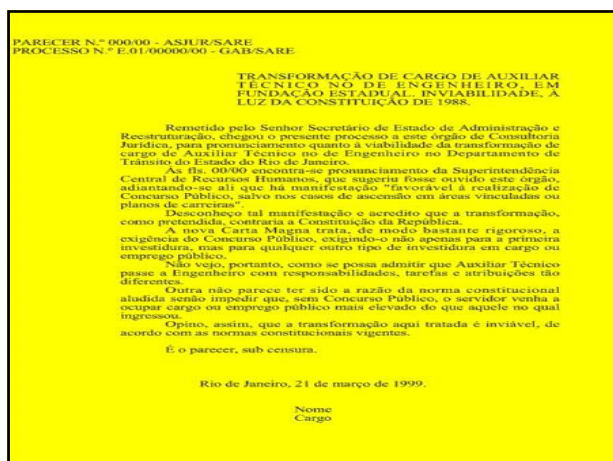 PARECER N.º 000/00 - ASJUR/SARE
PROCESSO N.º E.01/00000/00 - GAB/SARE
TRANSFORMAÇÃO DE CARGO DE AUXILIAR
TÉCNICO NO DE ENGENHEIRO, EM
FUNDAÇÃO ESTADUAL. INVIABILIDADE, À
LUZ DA CONSTITUIÇÃO DE 1988.
Remetido pelo Senhor Secretário de Estado de Administração e
Reestruturação, chegou o presente processo a este órgão de Consultoria
Jurídica, para pronunciamento quanto à viabilidade da transformação de
cargo de Auxiliar Técnico no de Engenheiro no Departamento de
Trânsito do Estado do Rio de Janeiro.
Às fls. 00/00 encontra-se pronunciamento da Superintendência
Central de Recursos Humanos, que sugeriu fosse ouvido este órgão,
adiantando-se ali que há manifestação "favorável à realização de
Concurso Público, salvo nos casos de ascensão em áreas vinculadas ou
planos de carreiras".
Desconheço tal manifestação e acredito que a transformação,
como pretendida, contraria a Constituição da República.
A nova Carta Magna trata, de modo bastante rigoroso, a
exigência do Concurso Público, exigindo-o não apenas para a primeira
investidura, mas para qualquer outro tipo de investidura em cargo ou
emprego público.
Não vejo, portanto, como se possa admitir que Auxiliar Técnico
passe a Engenheiro com responsabilidades, tarefas e atribuições tão
diferentes.
Outra não parece ter sido a razão da norma constitucional
aludida senão impedir que, sem Concurso Público, o servidor venha a
ocupar cargo ou emprego público mais elevado do que aquele no qual
ingressou.
Opino, assim, que a transformação aqui tratada é inviável, de
acordo com as normas constitucionais vigentes.
É o parecer, sub censura.
Rio de Janeiro, 21 de março de 1999.
Nome
Cargo